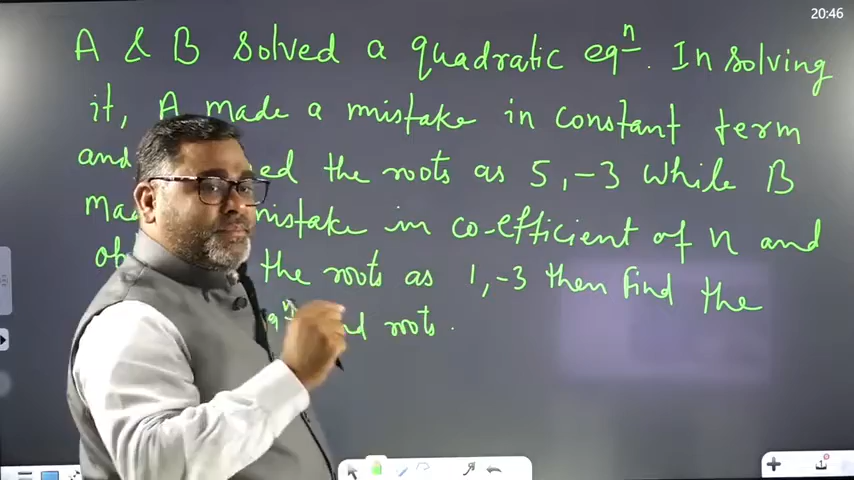 20:46
A & B Solved a quadratic eqn. In solving
it, A made a mistake in constant term
and the roots as 5, -3 while B
mistake in co-efficient of n and
the roots as 1, -3 then find the
roots.